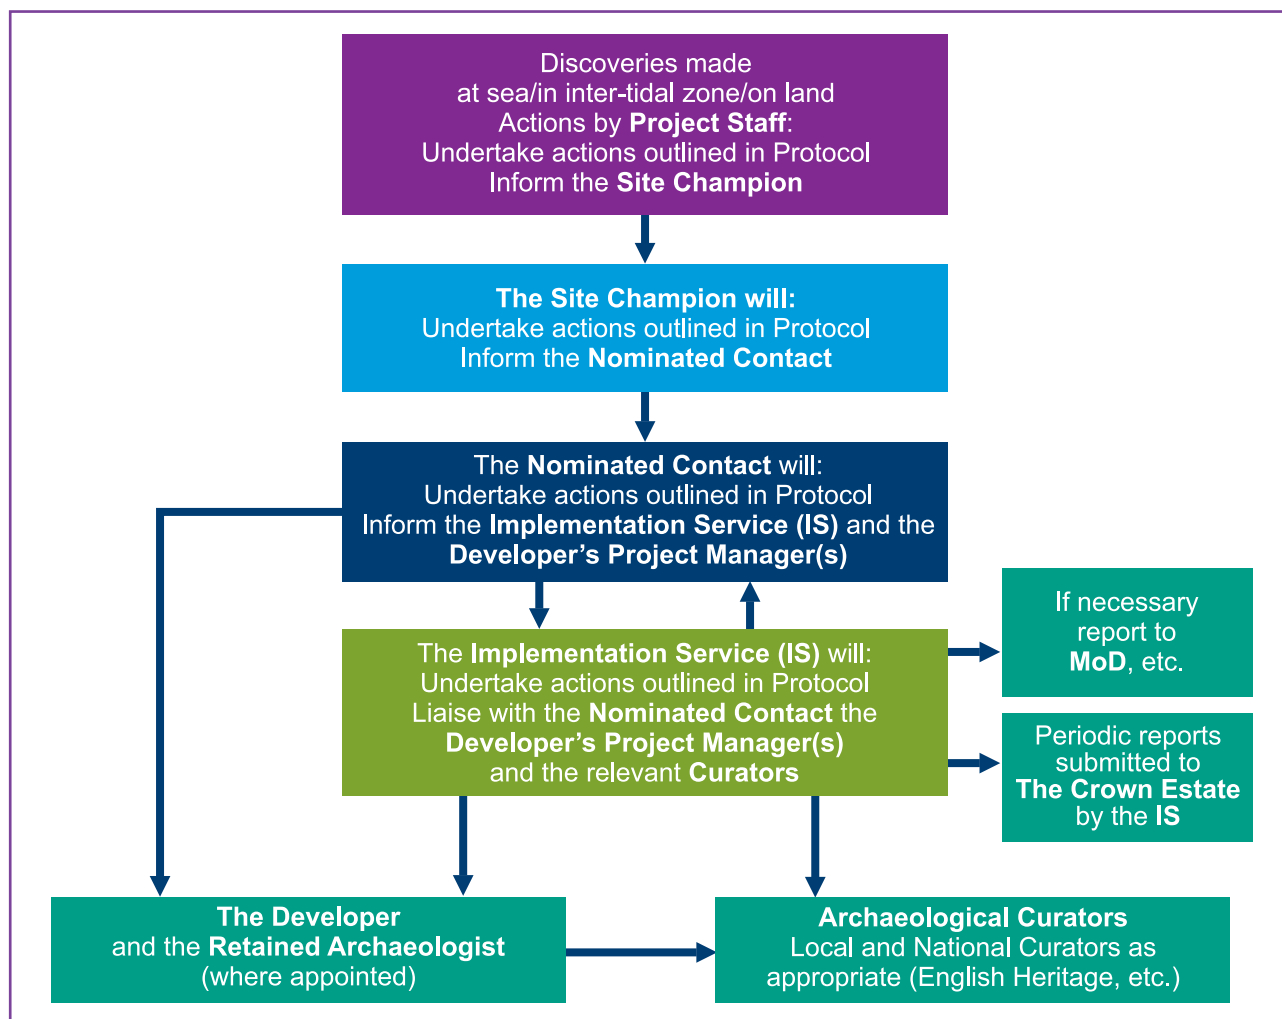 Discoveries made
at sea/in inter-tidal zone/on land
Actions by Project Staff:
Undertake actions outlined in Protocol
Inform the Site Champion
The Site Champion will:
Undertake actions outlined in Protocol
Inform the Nominated Contact
The Nominated Contact will:
Undertake actions outlined in Protocol
Inform the Implementation Service (IS) and the
Developer’s Project Manager(s)
If necessary
report to
MoD, etc.
The Implementation Service (IS) will:
Undertake actions outlined in Protocol
Liaise with the Nominated Contact the
Developer’s Project Manager(s)
and the relevant Curators
Periodic reports
submitted to
The Crown Estate
by the IS
The Developer
and the Retained Archaeologist
(where appointed)
Archaeological Curators
Local and National Curators as
appropriate (English Heritage, etc.)